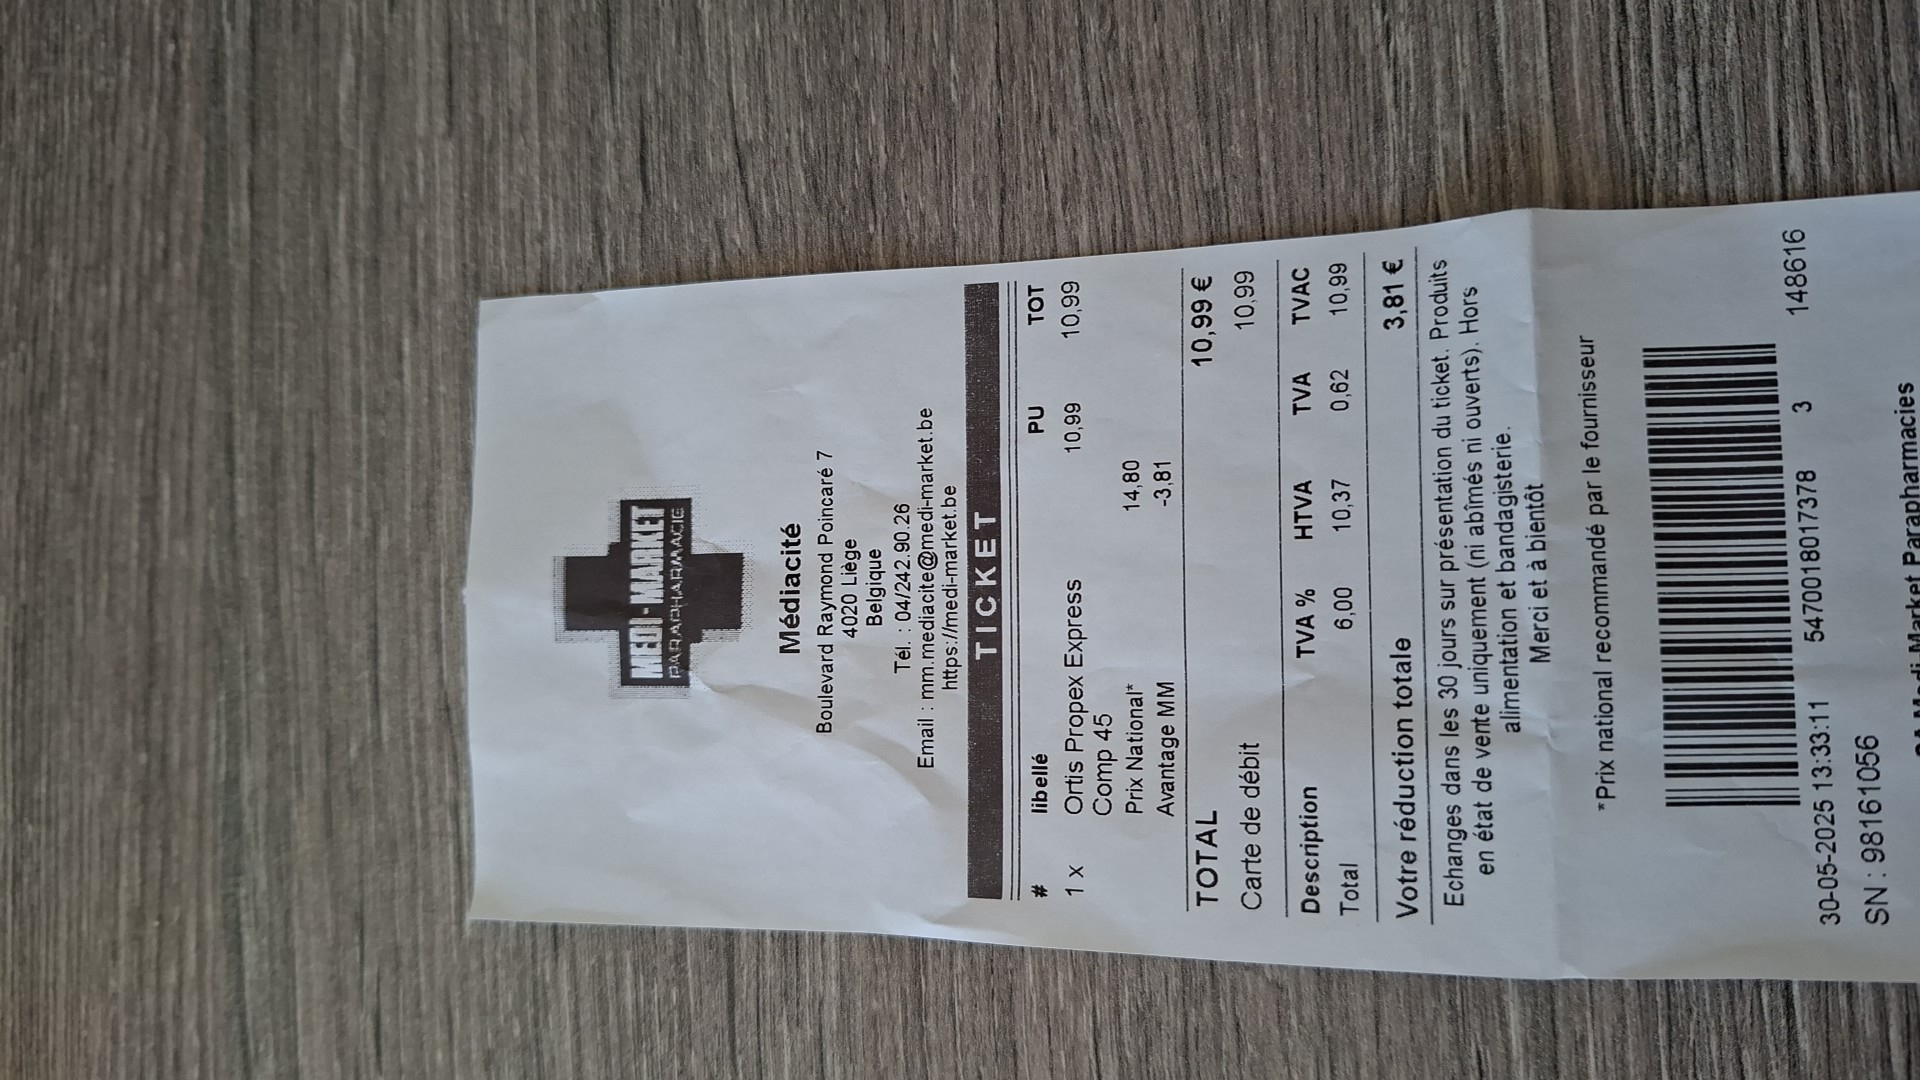 MEDI-MARKET
PARAPHARMACIE
Médiacité
Boulevard Raymond Poincaré 7
4020 Liège
Belgique
Tél. : 04/242.90.26
Email : mm.mediacite@medi-market.be
https://medi-market.be
TICKET
# libellé PU TOT
1 x Ortis Propex Express 10,99 10,99
Comp 45
Prix National* 14,80
Avantage MM -3,81
TOTAL 10,99 €
Carte de débit 10,99
Description TVA % HTVA TVA TVAC
Total 6,00 10,37 0,62 10,99
Votre réduction totale 3,81 €
Echanges dans les 30 jours sur présentation du ticket. Produits
en état de vente uniquement (ni abîmés ni ouverts). Hors
alimentation et bandagisterie.
Merci et à bientôt
*Prix national recommandé par le fournisseur
30-05-2025 13:33:11 5470018017378 3 148616
SN : 98161056
Medi-Market Parapharmacies